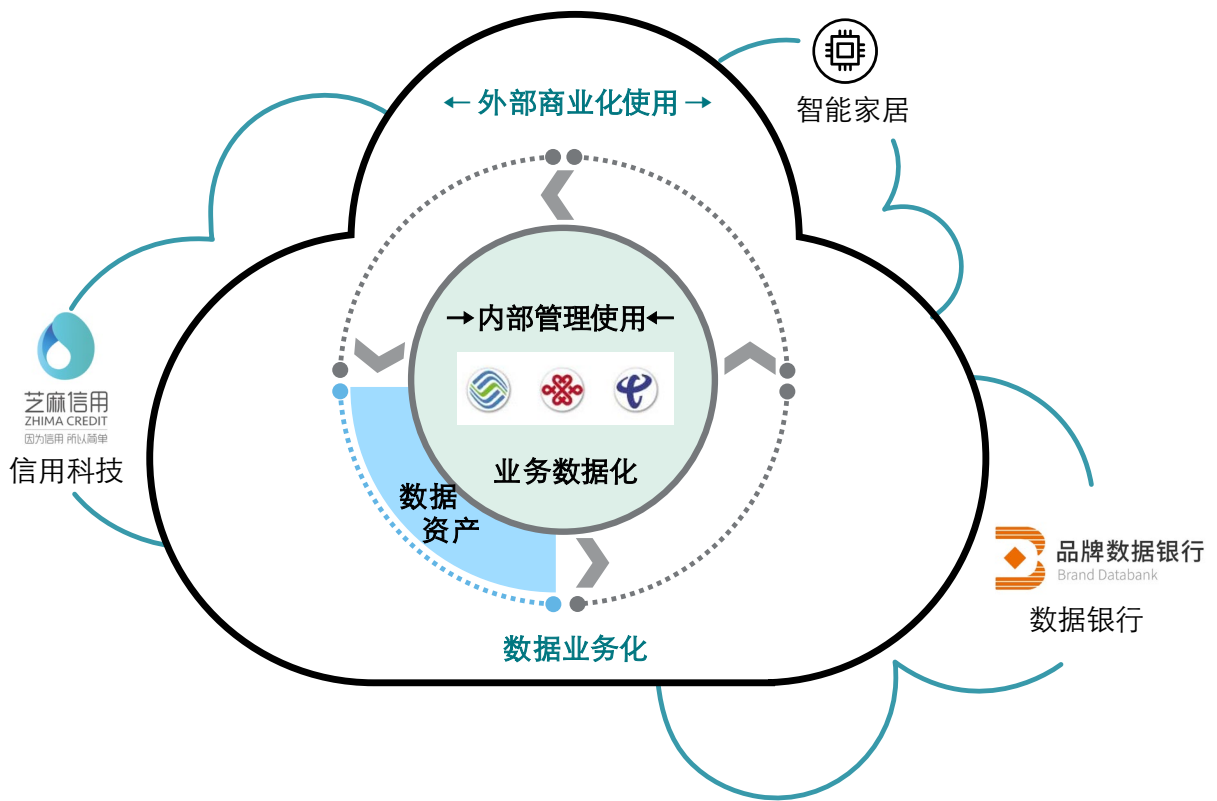 ← 外部商业化使用 →
智能家居
→内部管理使用←
芝麻信用
ZHIMA CREDIT
因为信用 所以简单
信用科技
业务数据化
数据
资产
品牌数据银行
Brand Databank
数据银行
数据业务化